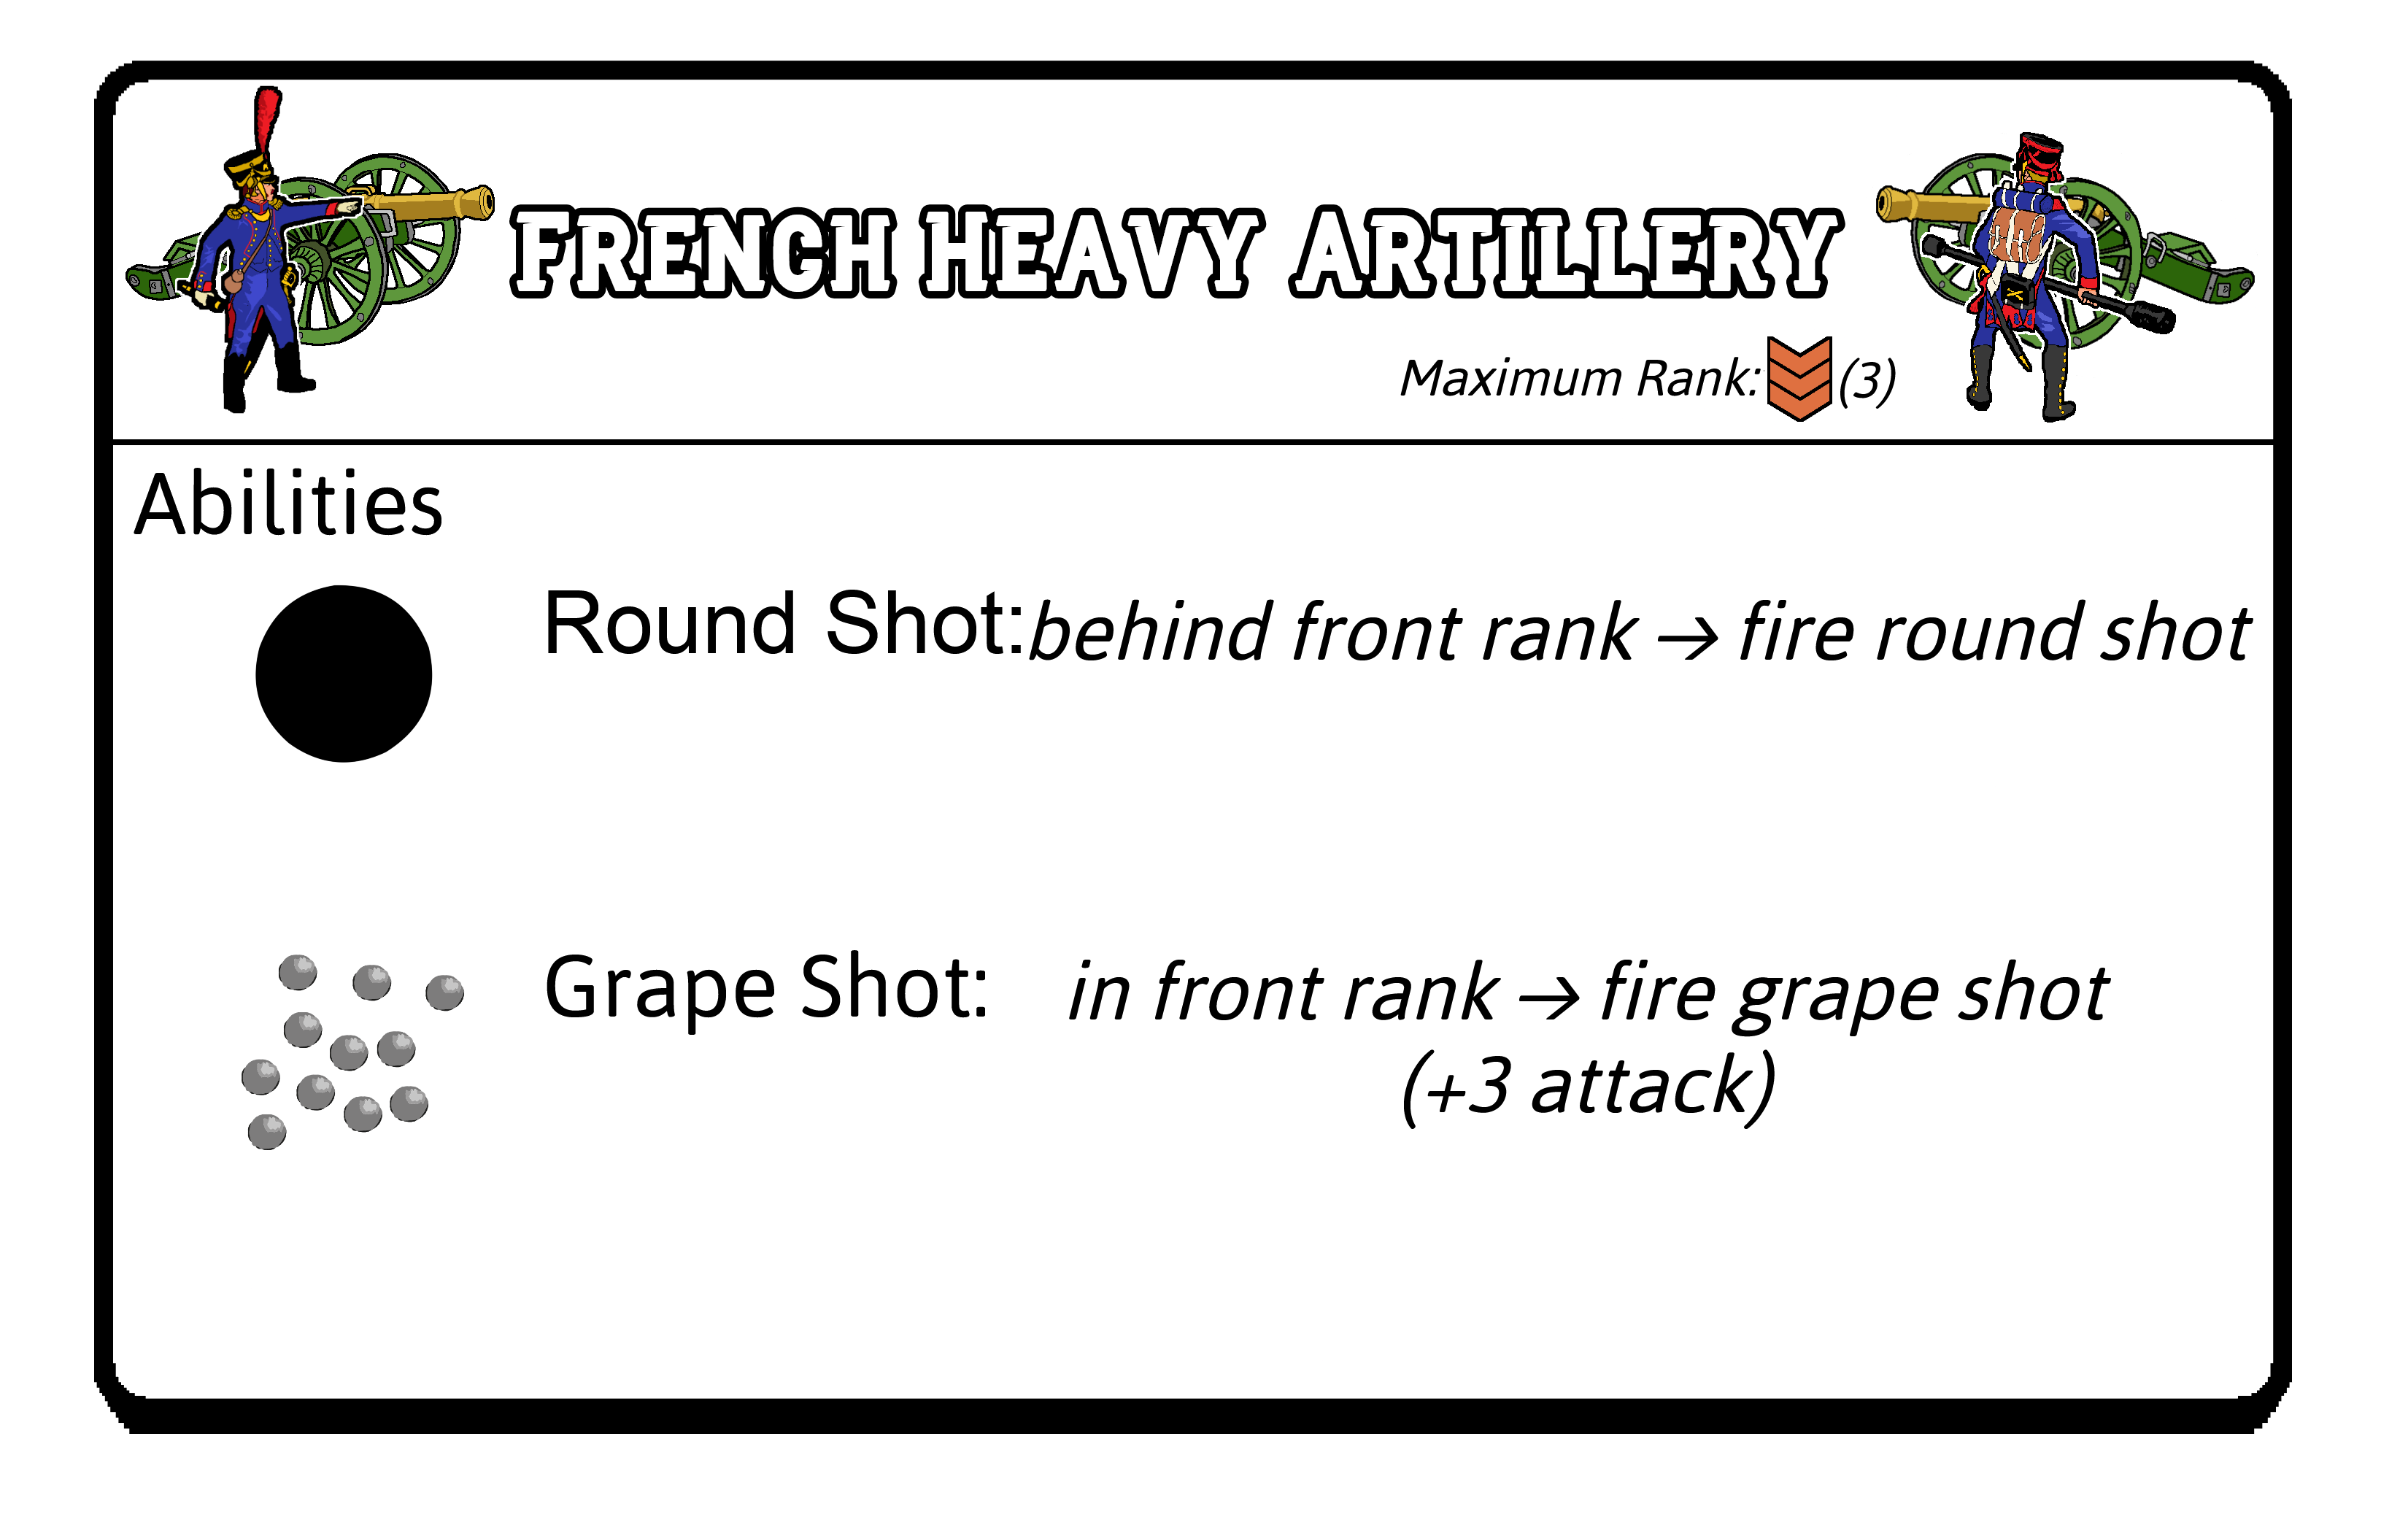 French Heavy Artillery
Maximum Rank: (3)
Abilities
Round Shot: behind front rank → fire round shot
Grape Shot: in front rank → fire grape shot
(+3 attack)